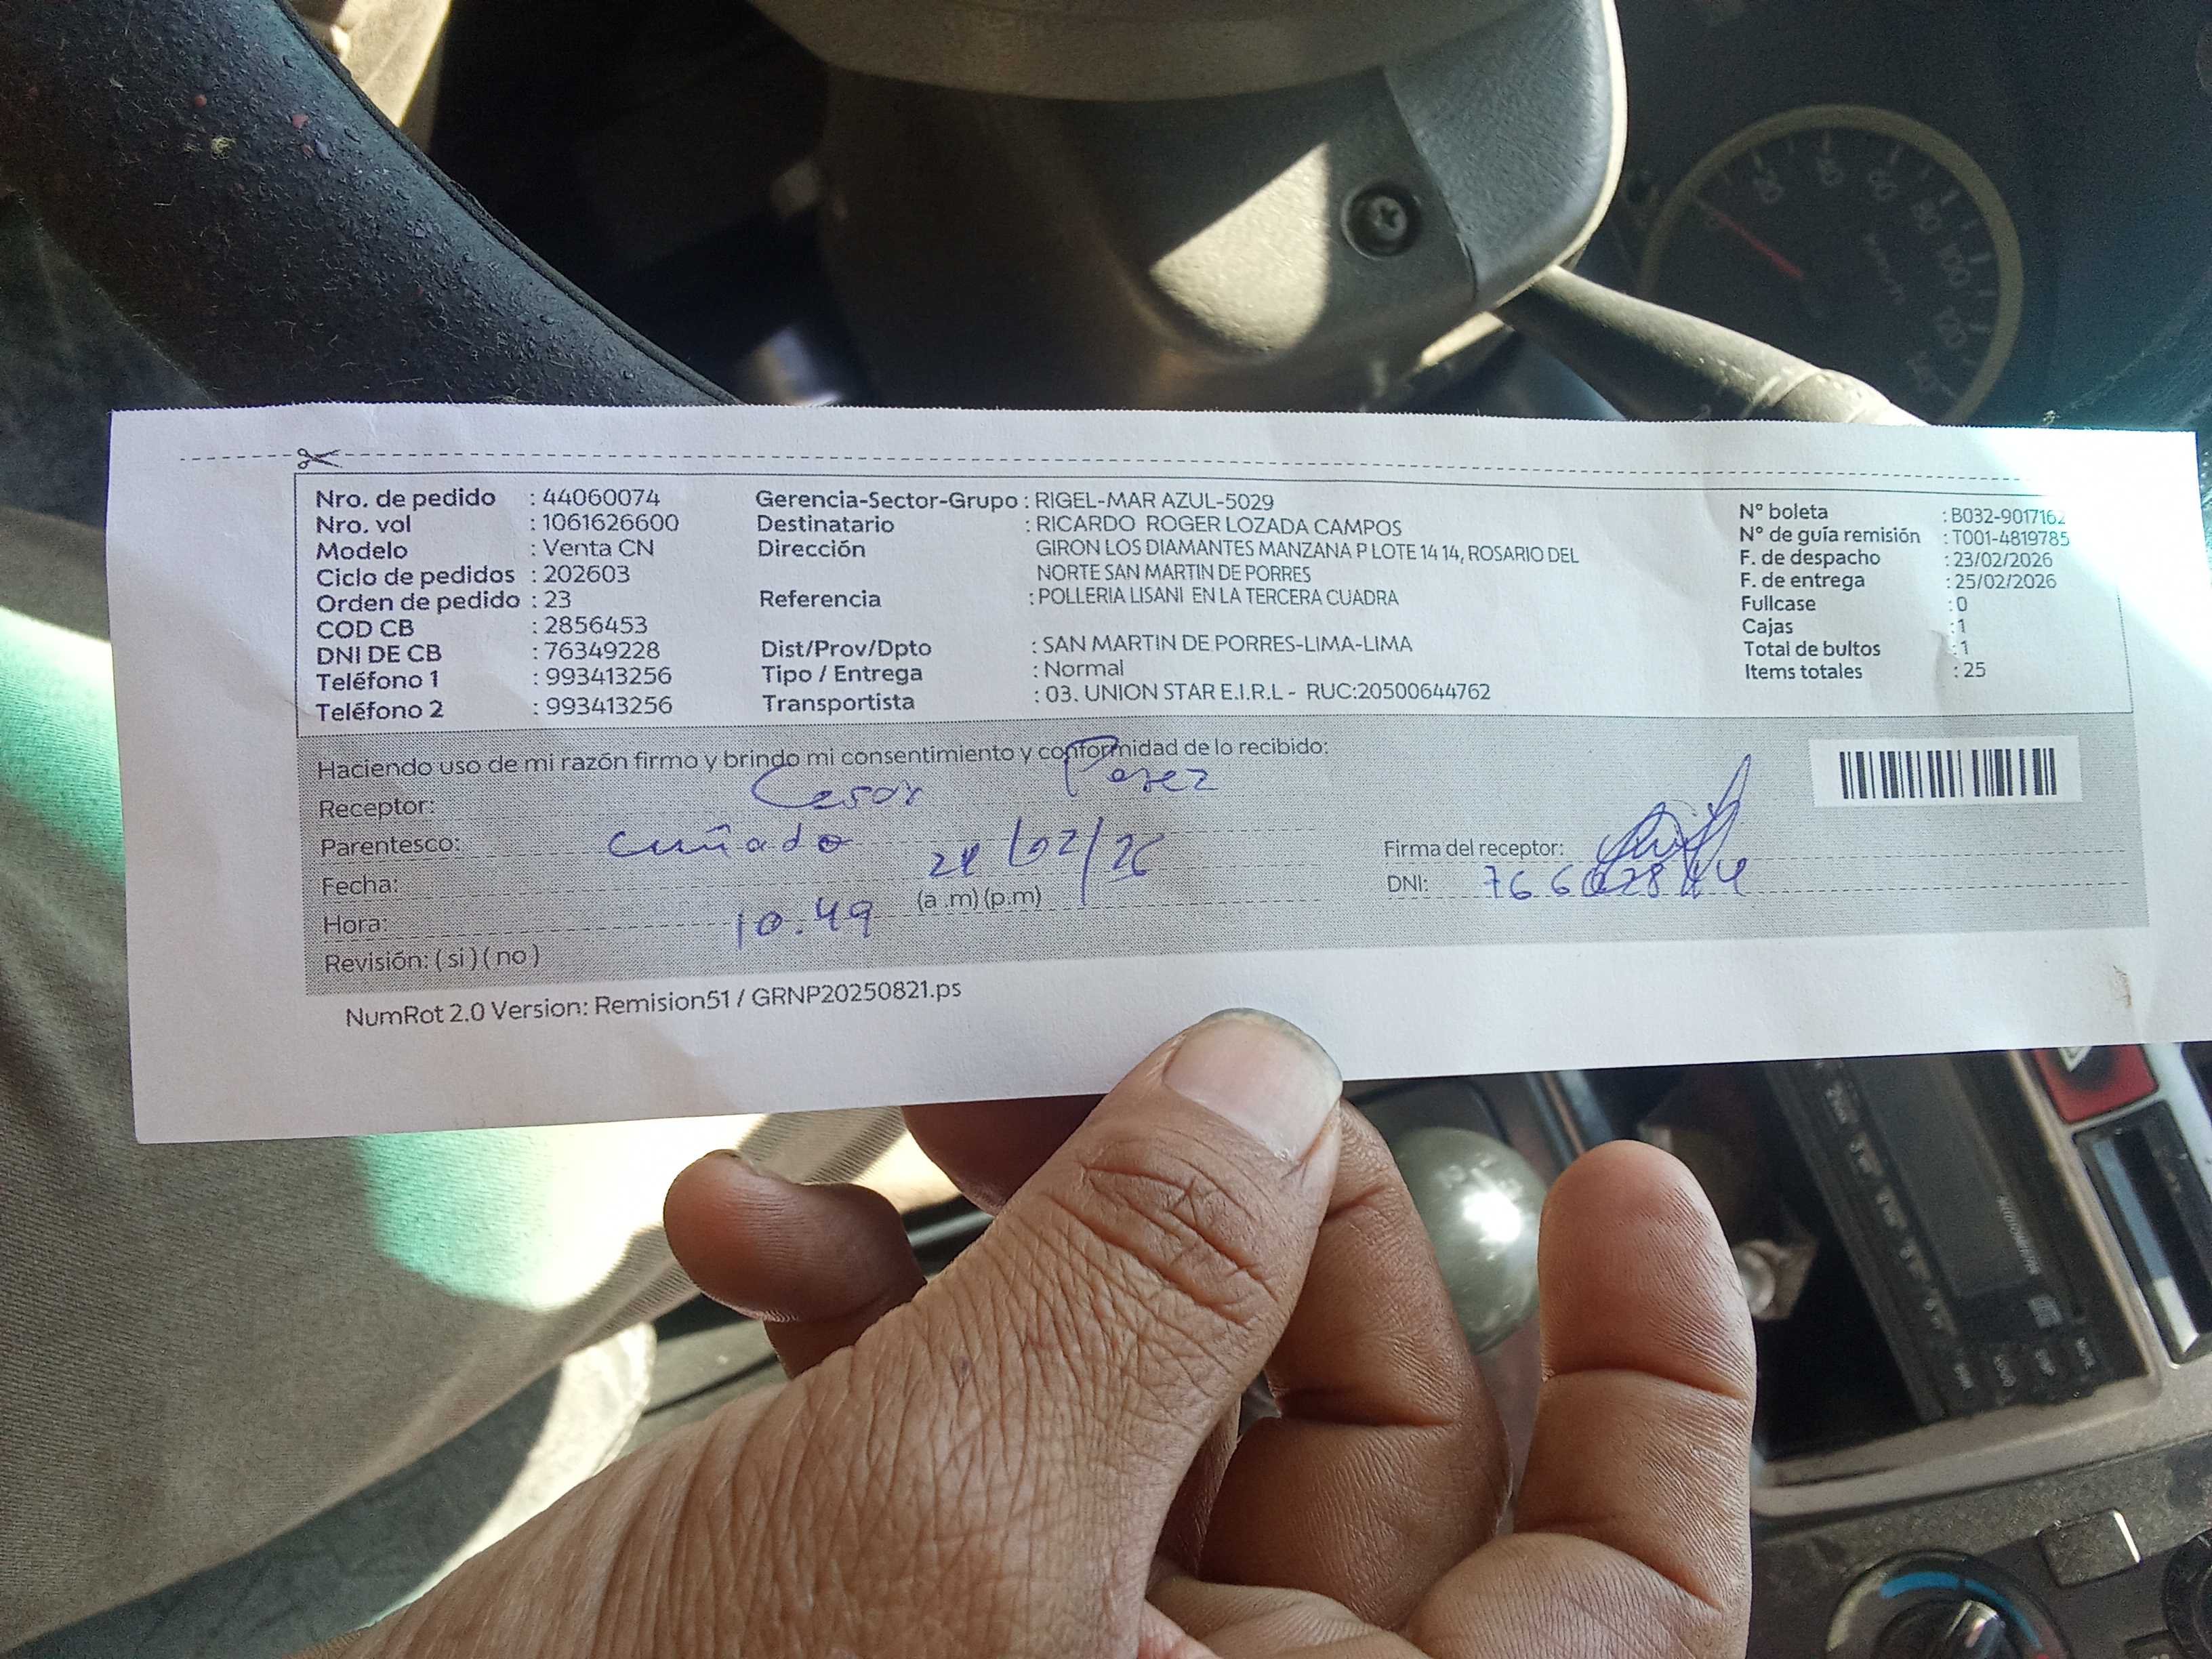 Nro. de pedido : 44060074
Nro. vol : 1061626600
Modelo : Venta CN
Ciclo de pedidos : 202603
Orden de pedido : 23
COD CB : 2856453
DNI DE CB : 76349228
Teléfono 1 : 993413256
Teléfono 2 : 993413256
Gerencia-Sector-Grupo : RIGEL-MAR AZUL-5029
Destinatario : RICARDO ROGER LOZADA CAMPOS
Dirección GIRON LOS DIAMANTES MANZANA P LOTE 14 14, ROSARIO DEL
NORTE SAN MARTIN DE PORRES
Referencia : POLLERIA LISANI EN LA TERCERA CUADRA
Dist/Prov/Dpto : SAN MARTIN DE PORRES-LIMA-LIMA
Tipo / Entrega : Normal
Transportista : 03. UNION STAR E.I.R.L - RUC:20500644762
N° boleta : B032-9017162
N° de guía remisión : T001-4819785
F. de despacho : 23/02/2026
F. de entrega : 25/02/2026
Fullcase : 0
Cajas : 1
Total de bultos : 1
Items totales : 25
Haciendo uso de mi razón firmo y brindo mi consentimiento y conformidad de lo recibido:
Receptor: Cesar Perez
Parentesco: cuñado
Fecha: /02/26
Hora: 10:49 (a .m) (p.m)
Revisión: ( si ) ( no )
Firma del receptor:
DNI:
NumRot 2.0 Version: Remision51 / GRNP20250821.ps
20
40
60
80
100
120